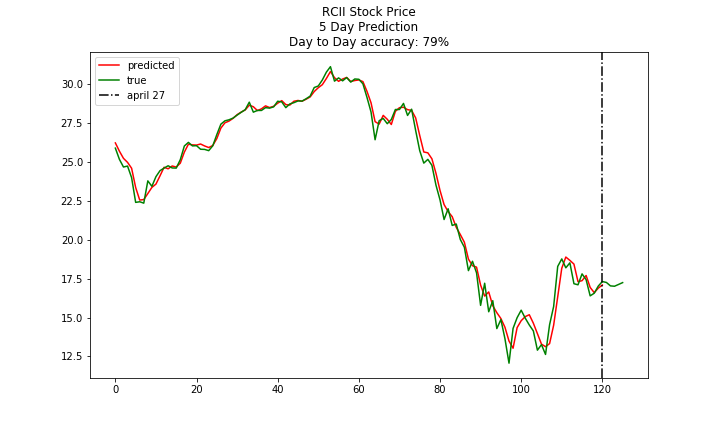 RCII Stock Price
5 Day Prediction
Day to Day accuracy: 79%
predicted
true
april 27
30.0
27.5
25.0
22.5
20.0
17.5
15.0
12.5
0 20 40 60 80 100 120